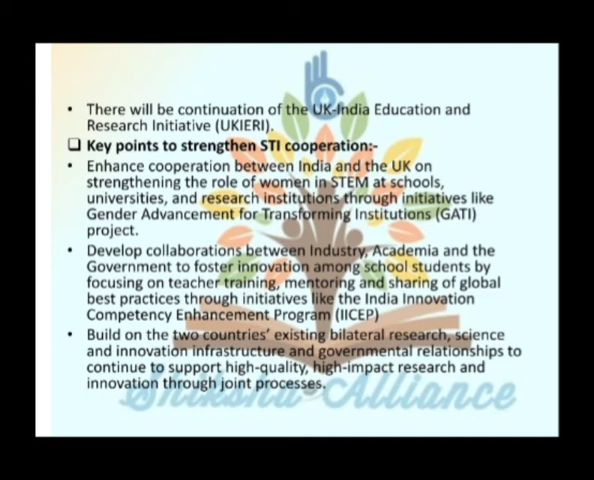 • There will be continuation of the UK-India Education and
Research Initiative (UKIERI).
❑ Key points to strengthen STI cooperation:-
• Enhance cooperation between India and the UK on
strengthening the role of women in STEM at schools,
universities, and research institutions through initiatives like
Gender Advancement for Transforming Institutions (GATI)
project.
• Develop collaborations between Industry, Academia and the
Government to foster innovation among school students by
focusing on teacher training, mentoring and sharing of global
best practices through initiatives like the India Innovation
Competency Enhancement Program (IICEP)
• Build on the two countries' existing bilateral research, science
and innovation infrastructure and governmental relationships to
continue to support high-quality, high-impact research and
innovation through joint processes.
Shiksha Alliance